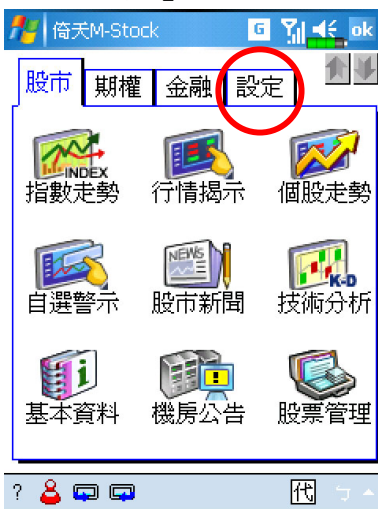 倚天M-Stock G ok
股市 期權 金融 設定
INDEX NEWS K-D
指數走勢 行情揭示 個股走勢
自選警示 股市新聞 技術分析
基本資料 機房公告 股票管理
? 代 ㄅ